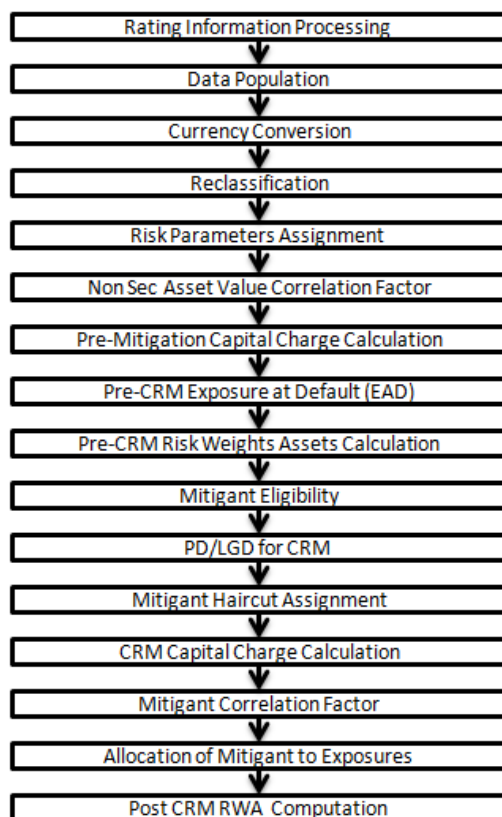 Rating Information Processing
Data Population
Currency Conversion
Reclassification
Risk Parameters Assignment
Non Sec Asset Value Correlation Factor
Pre-Mitigation Capital Charge Calculation
Pre-CRM Exposure at Default (EAD)
Pre-CRM Risk Weights Assets Calculation
Mitigant Eligibility
PD/LGD for CRM
Mitigant Haircut Assignment
CRM Capital Charge Calculation
Mitigant Correlation Factor
Allocation of Mitigant to Exposures
Post CRM RWA Computation